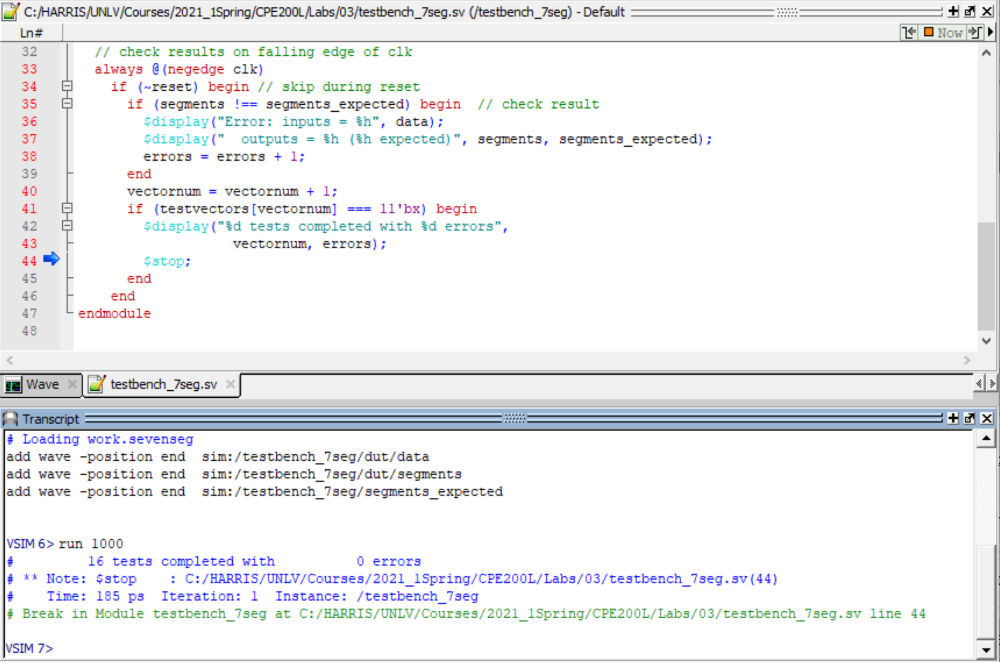 C:/HARRIS/UNLV/Courses/2021_1Spring/CPE200L/Labs/03/testbench_7seg.sv (/testbench_7seg) - Default
Ln#
Now
32 // check results on falling edge of clk
33 always @(negedge clk)
34 if (~reset) begin // skip during reset
35 if (segments !== segments_expected) begin // check result
36 $display("Error: inputs = %h", data);
37 $display("  outputs = %h (%h expected)", segments, segments_expected);
38 errors = errors + 1;
39 end
40 vectornum = vectornum + 1;
41 if (testvectors[vectornum] === 11'bx) begin
42 $display("%d tests completed with %d errors",
43 vectornum, errors);
44 $stop;
45 end
46 end
47 endmodule
48
Wave
testbench_7seg.sv
Transcript
# Loading work.sevenseg
add wave -position end  sim:/testbench_7seg/dut/data
add wave -position end  sim:/testbench_7seg/dut/segments
add wave -position end  sim:/testbench_7seg/segments_expected
VSIM 6> run 1000
#         16 tests completed with          0 errors
# ** Note: $stop    : C:/HARRIS/UNLV/Courses/2021_1Spring/CPE200L/Labs/03/testbench_7seg.sv(44)
#    Time: 185 ps  Iteration: 1  Instance: /testbench_7seg
# Break in Module testbench_7seg at C:/HARRIS/UNLV/Courses/2021_1Spring/CPE200L/Labs/03/testbench_7seg.sv line 44
VSIM 7>